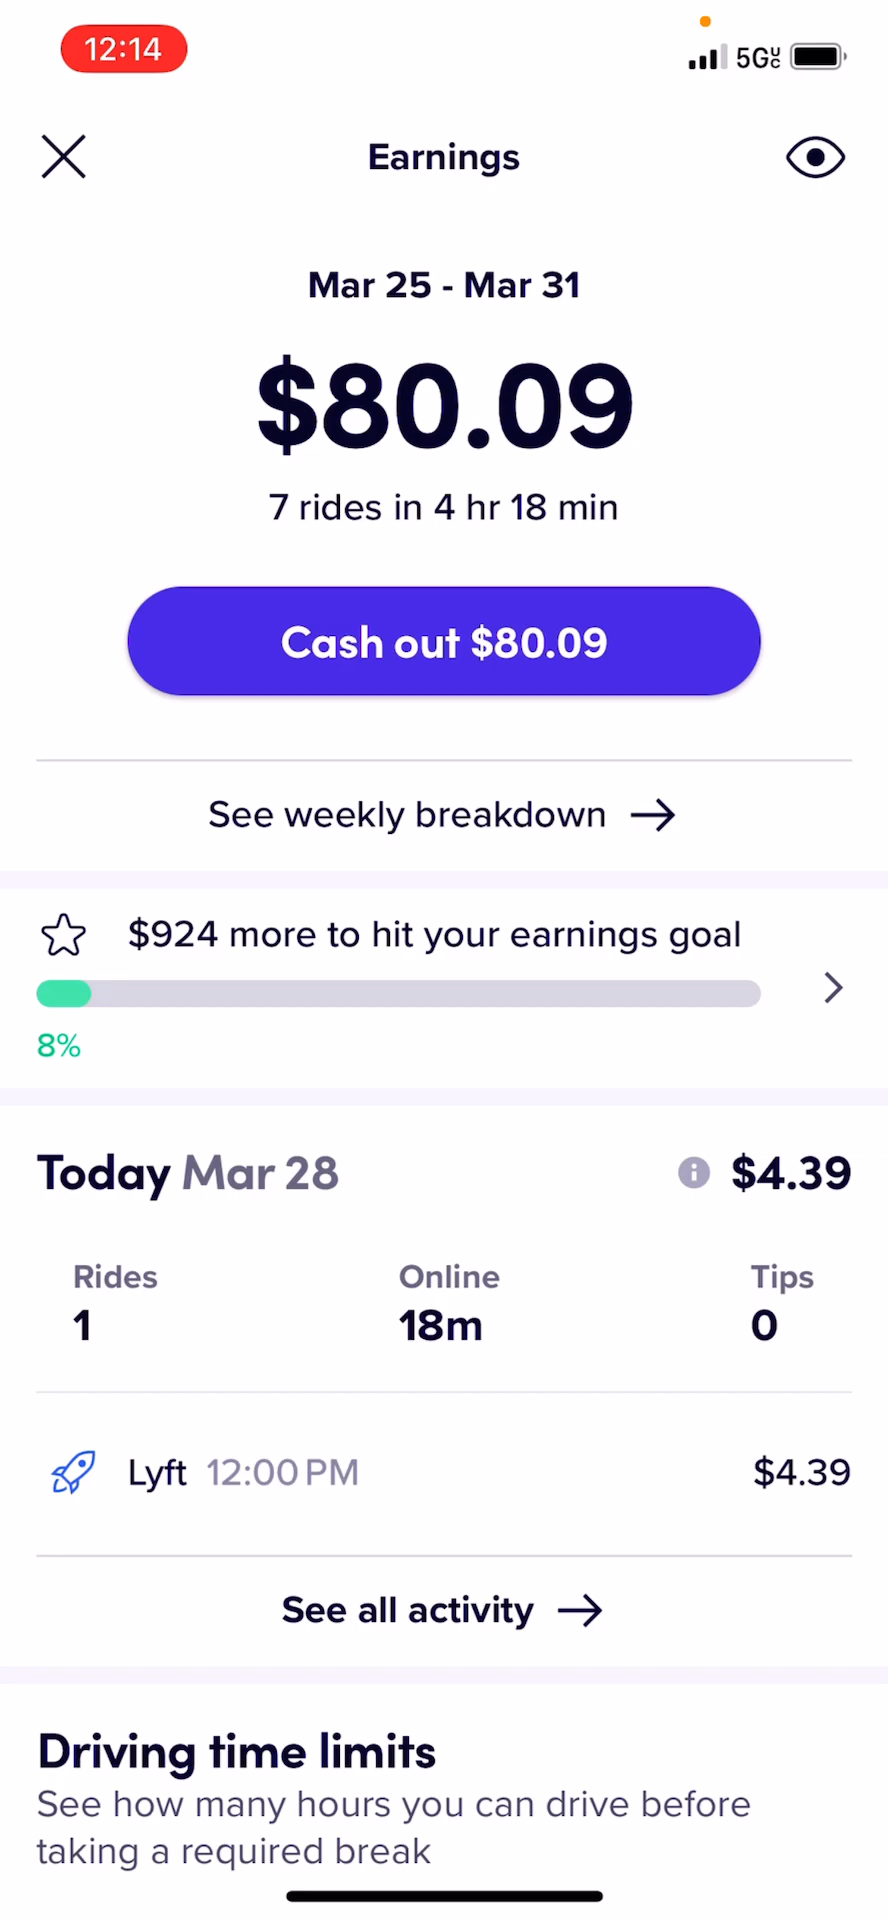 12:14 5GUC
Earnings
Mar 25 - Mar 31
$80.09
7 rides in 4 hr 18 min
Cash out $80.09
See weekly breakdown
$924 more to hit your earnings goal
8%
Today Mar 28 $4.39
Rides Online Tips
1 18m 0
Lyft 12:00 PM $4.39
See all activity
Driving time limits
See how many hours you can drive before
taking a required break